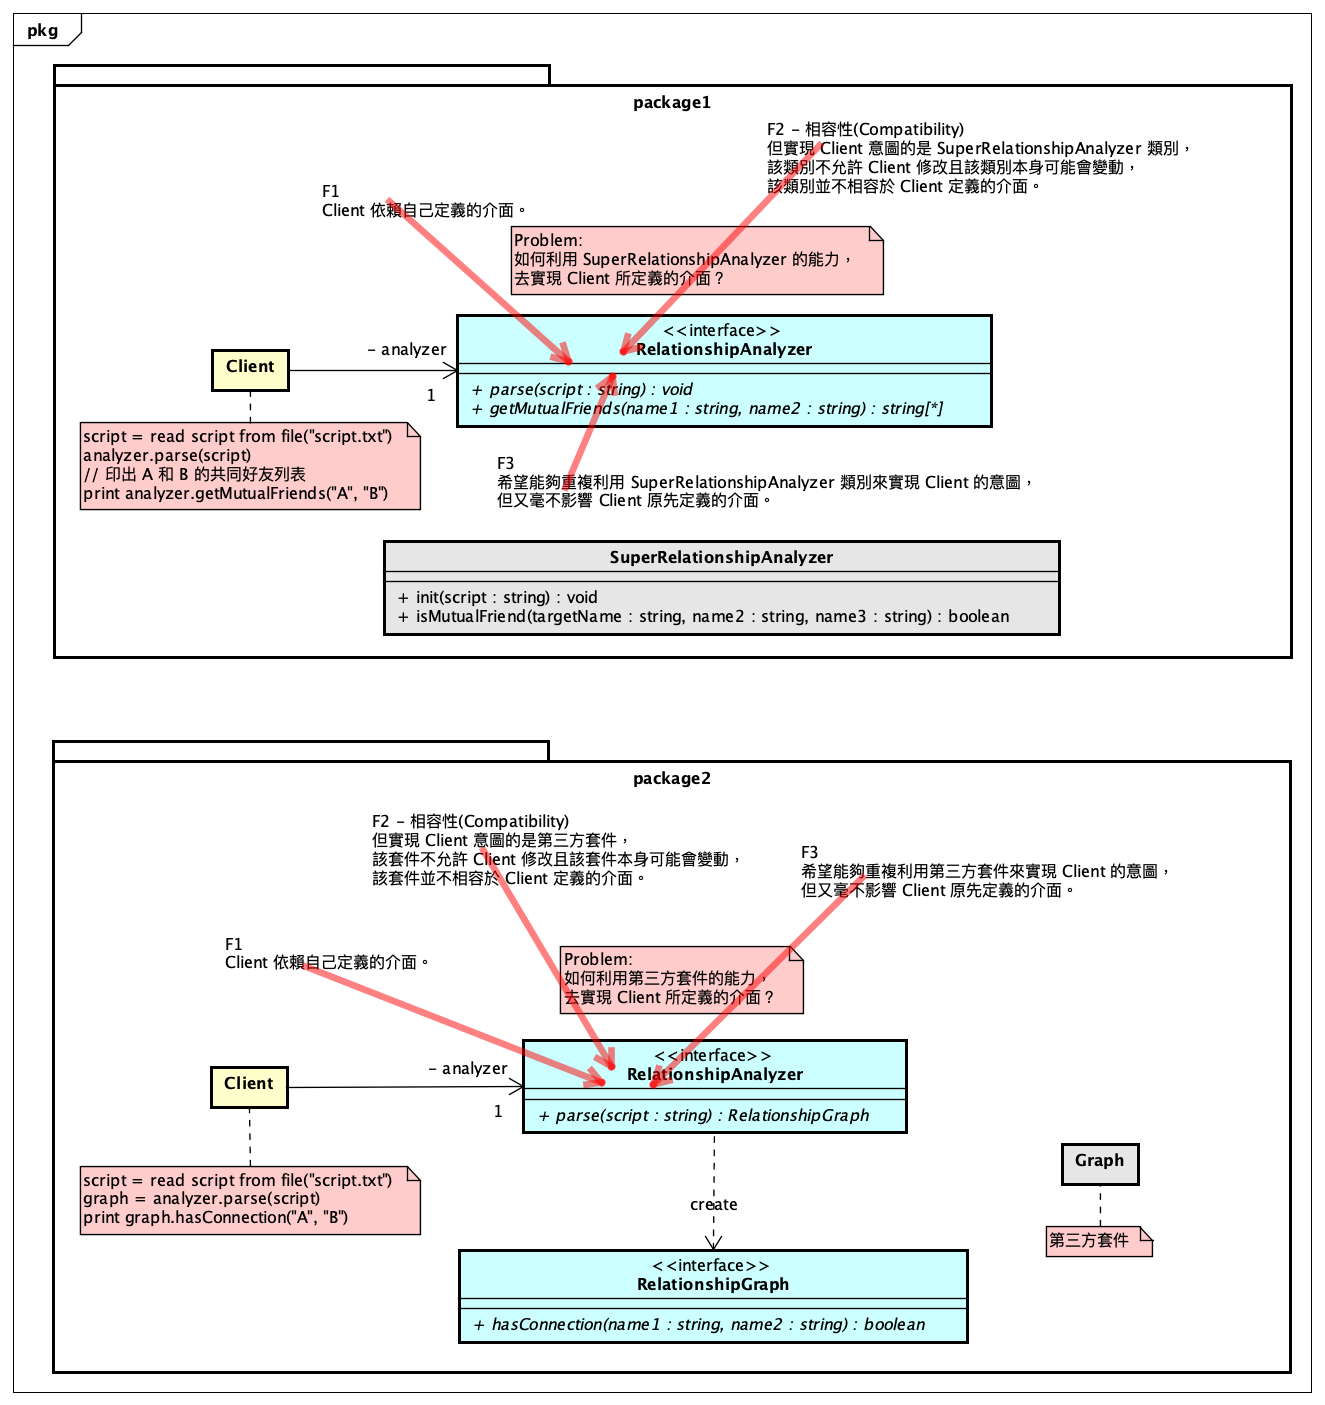 pkg
package1
F2 - 相容性(Compatibility)
但實現 Client 意圖的是 SuperRelationshipAnalyzer 類別，
該類別不允許 Client 修改且該類別本身可能會變動，
該類別並不相容於 Client 定義的介面。
F1
Client 依賴自己定義的介面。
Problem:
如何利用 SuperRelationshipAnalyzer 的能力，
去實現 Client 所定義的介面？
<<interface>>
RelationshipAnalyzer
+ parse(script : string) : void
+ getMutualFriends(name1 : string, name2 : string) : string[*]
Client
- analyzer
1
script = read script from file("script.txt")
analyzer.parse(script)
// 印出 A 和 B 的共同好友列表
print analyzer.getMutualFriends("A", "B")
F3
希望能夠重複利用 SuperRelationshipAnalyzer 類別來實現 Client 的意圖，
但又毫不影響 Client 原先定義的介面。
SuperRelationshipAnalyzer
+ init(script : string) : void
+ isMutualFriend(targetName : string, name2 : string, name3 : string) : boolean
package2
F2 - 相容性(Compatibility)
但實現 Client 意圖的是第三方套件，
該套件不允許 Client 修改且該套件本身可能會變動，
該套件並不相容於 Client 定義的介面。
F3
希望能夠重複利用第三方套件來實現 Client 的意圖，
但又毫不影響 Client 原先定義的介面。
F1
Client 依賴自己定義的介面。
Problem:
如何利用第三方套件的能力，
去實現 Client 所定義的介面？
<<interface>>
RelationshipAnalyzer
+ parse(script : string) : RelationshipGraph
Client
- analyzer
1
script = read script from file("script.txt")
graph = analyzer.parse(script)
print graph.hasConnection("A", "B")
Graph
第三方套件
create
<<interface>>
RelationshipGraph
+ hasConnection(name1 : string, name2 : string) : boolean